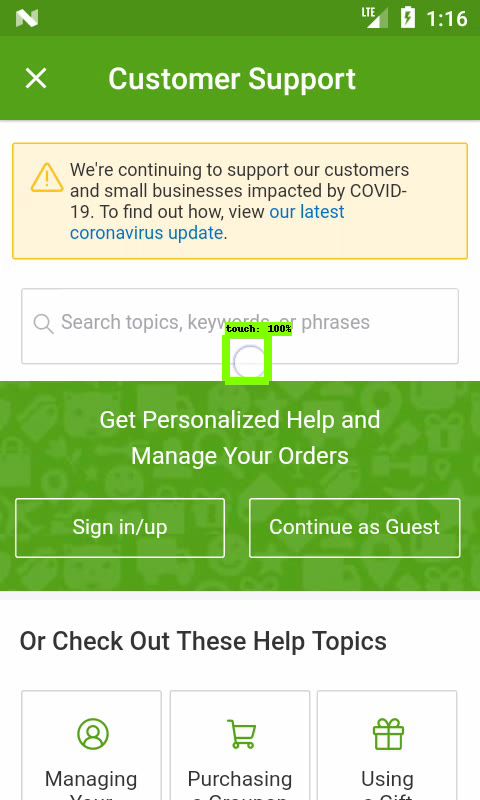 LTE 1:16
Customer Support
We're continuing to support our customers
and small businesses impacted by COVID-
19. To find out how, view our latest
coronavirus update.
Search topics, keywords, or phrases
touch: 100%
Get Personalized Help and
Manage Your Orders
Sign in/up
Continue as Guest
Or Check Out These Help Topics
Managing
Your
Purchasing
a Groupon
Using
a Gift